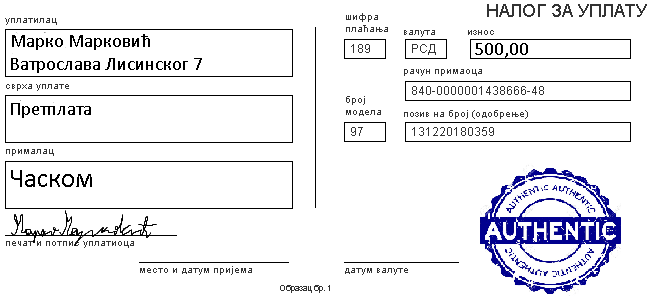 НАЛОГ ЗА УПЛАТУ
уплатилац
Марко Марковић
Ватрослава Лисинског 7
сврха уплате
Претплата
прималац
Часком
Марко Марковић
печат и потпис уплатиоца
место и датум пријема
шифра плаћања
189
валута
РСД
износ
500,00
рачун примаоца
840-0000001438666-48
број модела
97
позив на број (одобрење)
131220180359
датум валуте
AUTHENTIC AUTHENTIC
AUTHENTIC
AUTHENTIC AUTHENTIC
Образац бр. 1